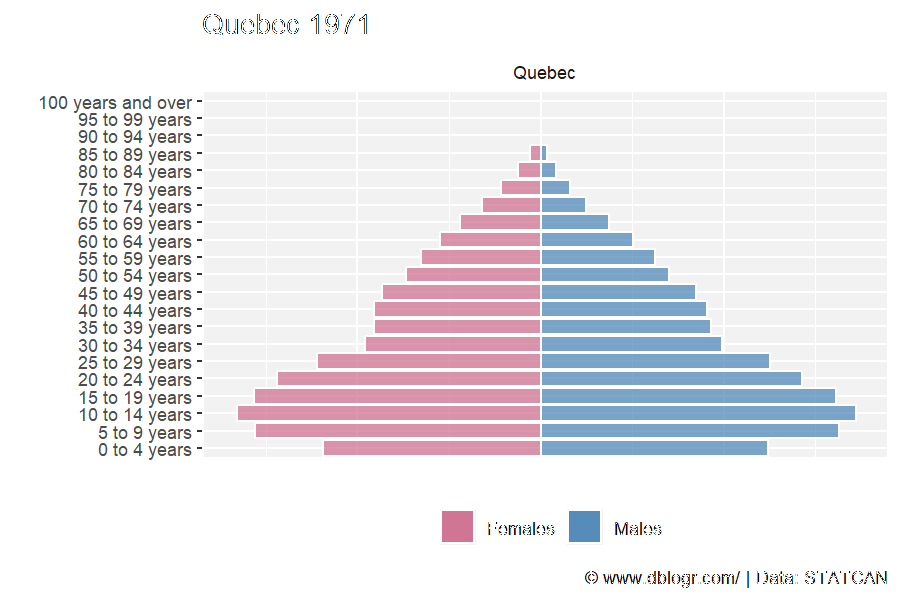 Quebec 1971
Quebec
100 years and over
95 to 99 years
90 to 94 years
85 to 89 years
80 to 84 years
75 to 79 years
70 to 74 years
65 to 69 years
60 to 64 years
55 to 59 years
50 to 54 years
45 to 49 years
40 to 44 years
35 to 39 years
30 to 34 years
25 to 29 years
20 to 24 years
15 to 19 years
10 to 14 years
5 to 9 years
0 to 4 years
Females Males
© www.dblogr.com/ | Data: STATCAN